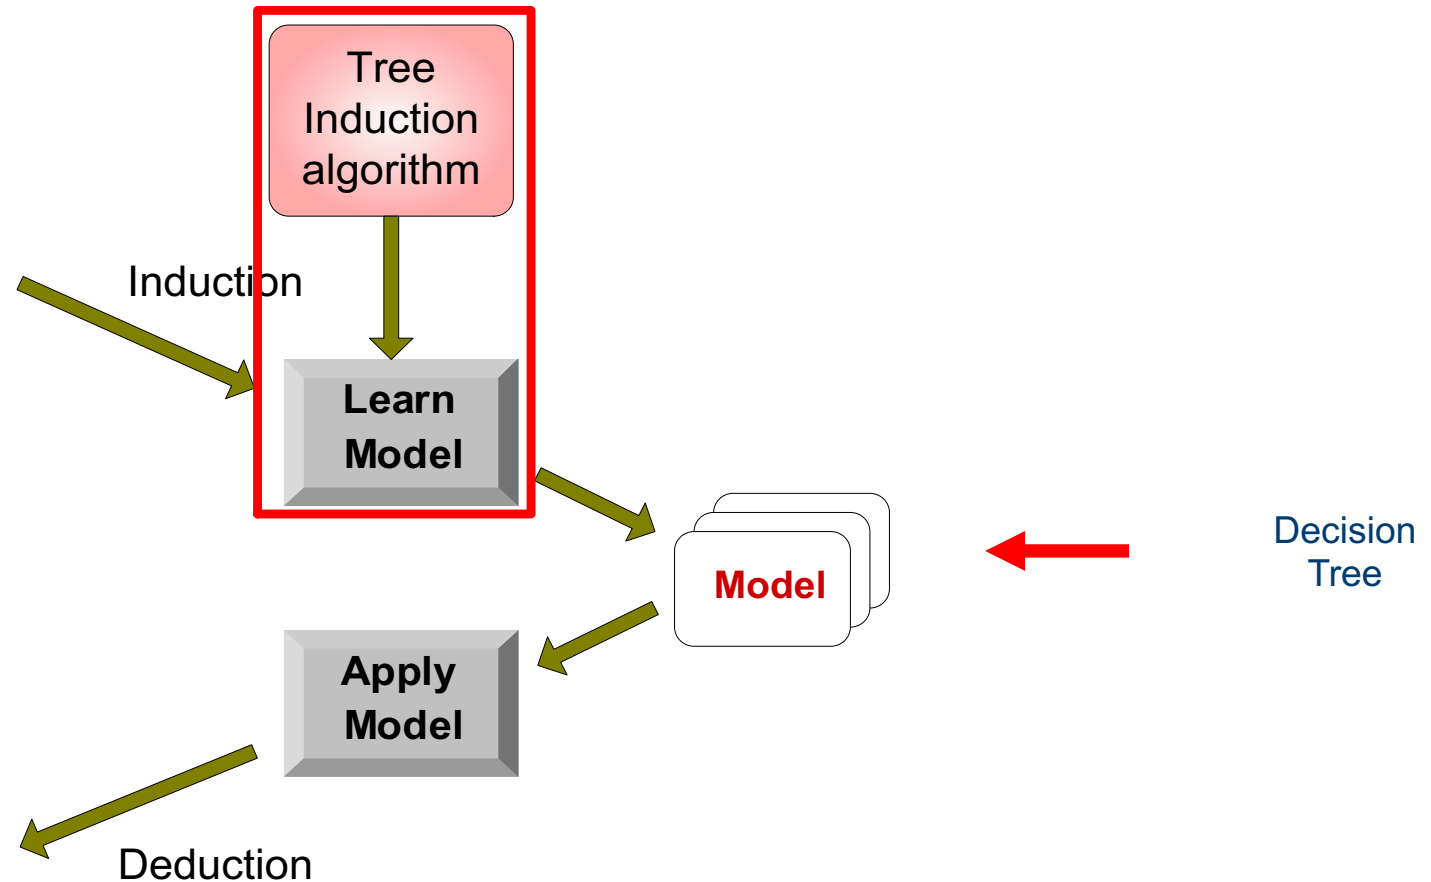 Tree
Induction
algorithm
Induction
Learn
Model
Model
Decision
Tree
Apply
Model
Deduction